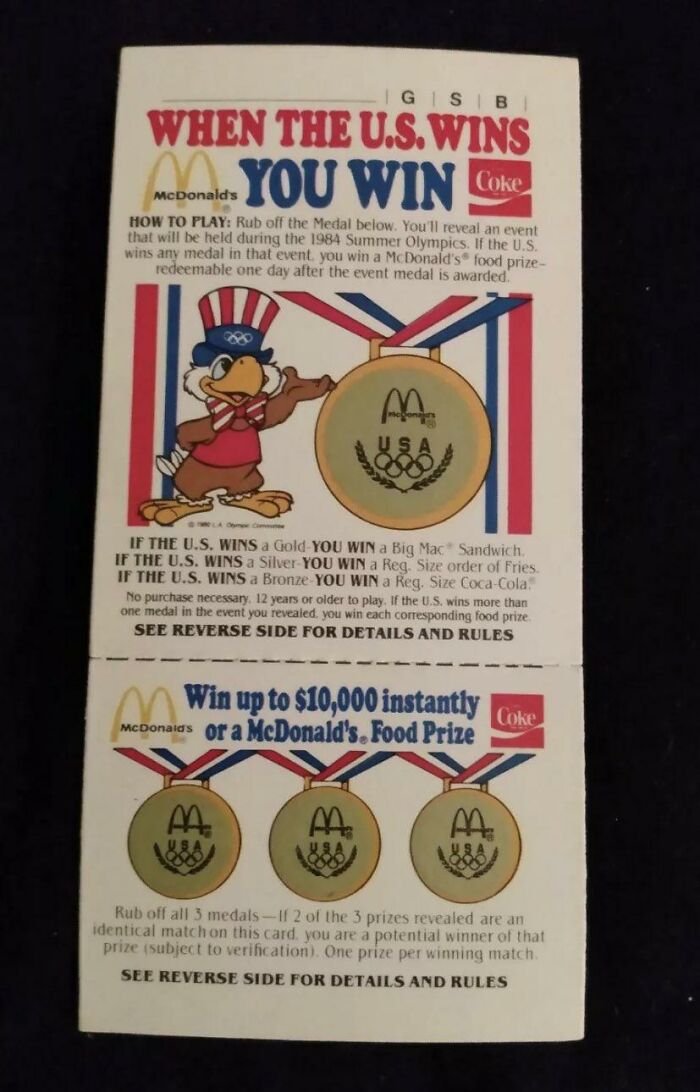 G | S | B |
WHEN THE U.S. WINS
McDonald's® YOU WIN Coke
HOW TO PLAY: Rub off the Medal below. You'll reveal an event
that will be held during the 1984 Summer Olympics. If the U.S.
wins any medal in that event, you win a McDonald's® food prize–
redeemable one day after the event medal is awarded.
McDonald's®
USA
© 1980 L.A. Olympic Committee
IF THE U.S. WINS a Gold-YOU WIN a Big Mac® Sandwich.
IF THE U.S. WINS a Silver-YOU WIN a Reg. Size order of Fries.
IF THE U.S. WINS a Bronze-YOU WIN a Reg. Size Coca-Cola.®
No purchase necessary. 12 years or older to play. If the U.S. wins more than
one medal in the event you revealed, you win each corresponding food prize.
SEE REVERSE SIDE FOR DETAILS AND RULES
McDonald's® Win up to $10,000 instantly Coke
or a McDonald's® Food Prize
USA USA USA
Rub off all 3 medals—If 2 of the 3 prizes revealed are an
identical match on this card, you are a potential winner of that
prize (subject to verification). One prize per winning match.
SEE REVERSE SIDE FOR DETAILS AND RULES